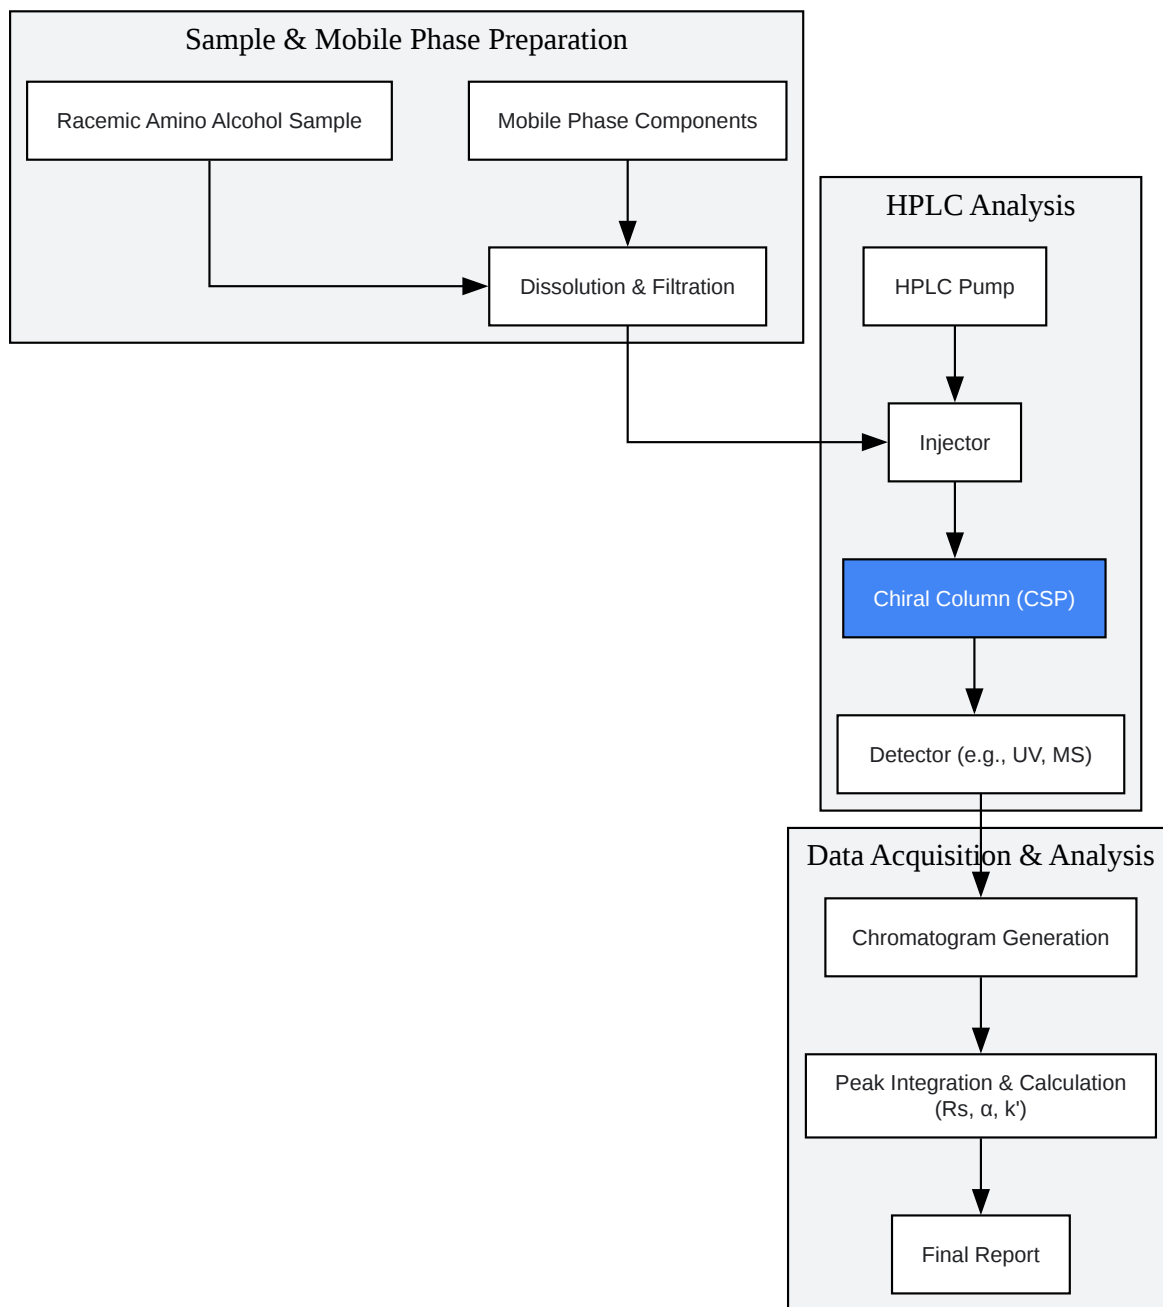 Sample & Mobile Phase Preparation
Racemic Amino Alcohol Sample
Mobile Phase Components
Dissolution & Filtration
HPLC Analysis
HPLC Pump
Injector
Chiral Column (CSP)
Detector (e.g., UV, MS)
Data Acquisition & Analysis
Chromatogram Generation
Peak Integration & Calculation
(Rs, α, k')
Final Report